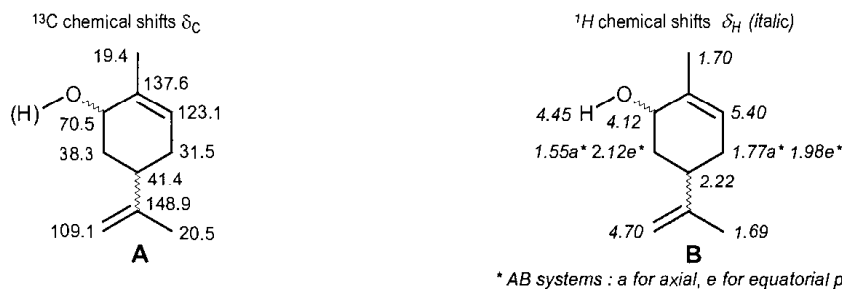 ¹³C chemical shifts δC
¹H chemical shifts δH (italic)
19.4
137.6
O
(H)
123.1
70.5
38.3
31.5
41.4
148.9
109.1
20.5
A
1.70
O
4.45 H
5.40
4.12
1.55a* 2.12e*
1.77a* 1.98e*
2.22
4.70
1.69
B
* AB systems : a for axial, e for equatorial p